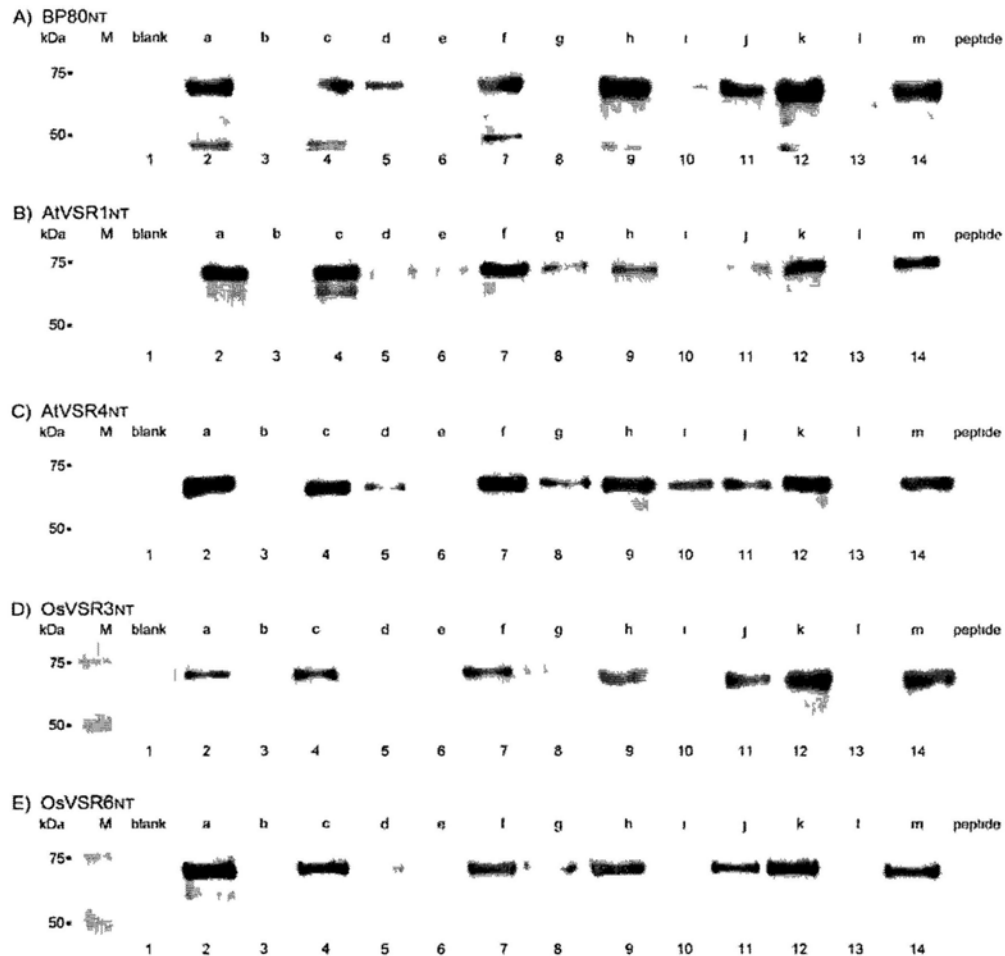 A) BP80NT
kDa M blank a b c d e f g h i j k l m peptide
75-
50-
1 2 3 4 5 6 7 8 9 10 11 12 13 14
B) AtVSR1NT
kDa M blank a b c d e f g h i j k l m peptide
75-
50-
1 2 3 4 5 6 7 8 9 10 11 12 13 14
C) AtVSR4NT
kDa M blank a b c d e f g h i j k l m peptide
75-
50-
1 2 3 4 5 6 7 8 9 10 11 12 13 14
D) OsVSR3NT
kDa M blank a b c d e f g h i j k l m peptide
75-
50-
1 2 3 4 5 6 7 8 9 10 11 12 13 14
E) OsVSR6NT
kDa M blank a b c d e f g h i j k l m peptide
75-
50-
1 2 3 4 5 6 7 8 9 10 11 12 13 14